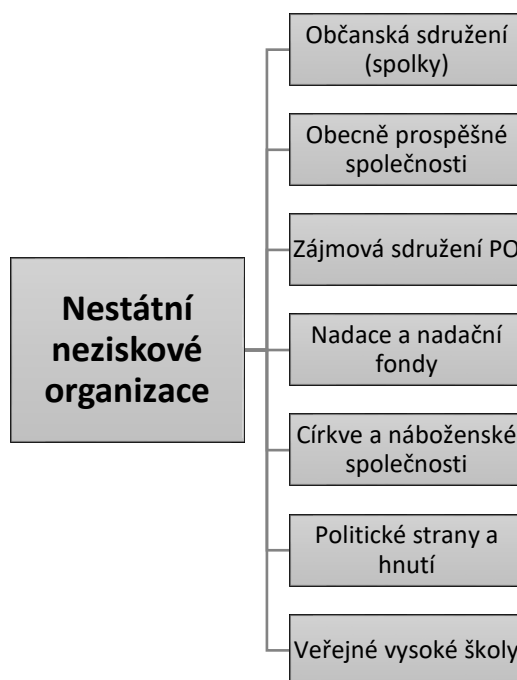 Občanská sdružení
(spolky)
Obecně prospěšné
společnosti
Zájmová sdružení PO
Nestátní
neziskové
organizace
Nadace a nadační
fondy
Církve a náboženské
společnosti
Politické strany a
hnutí
Veřejné vysoké školy